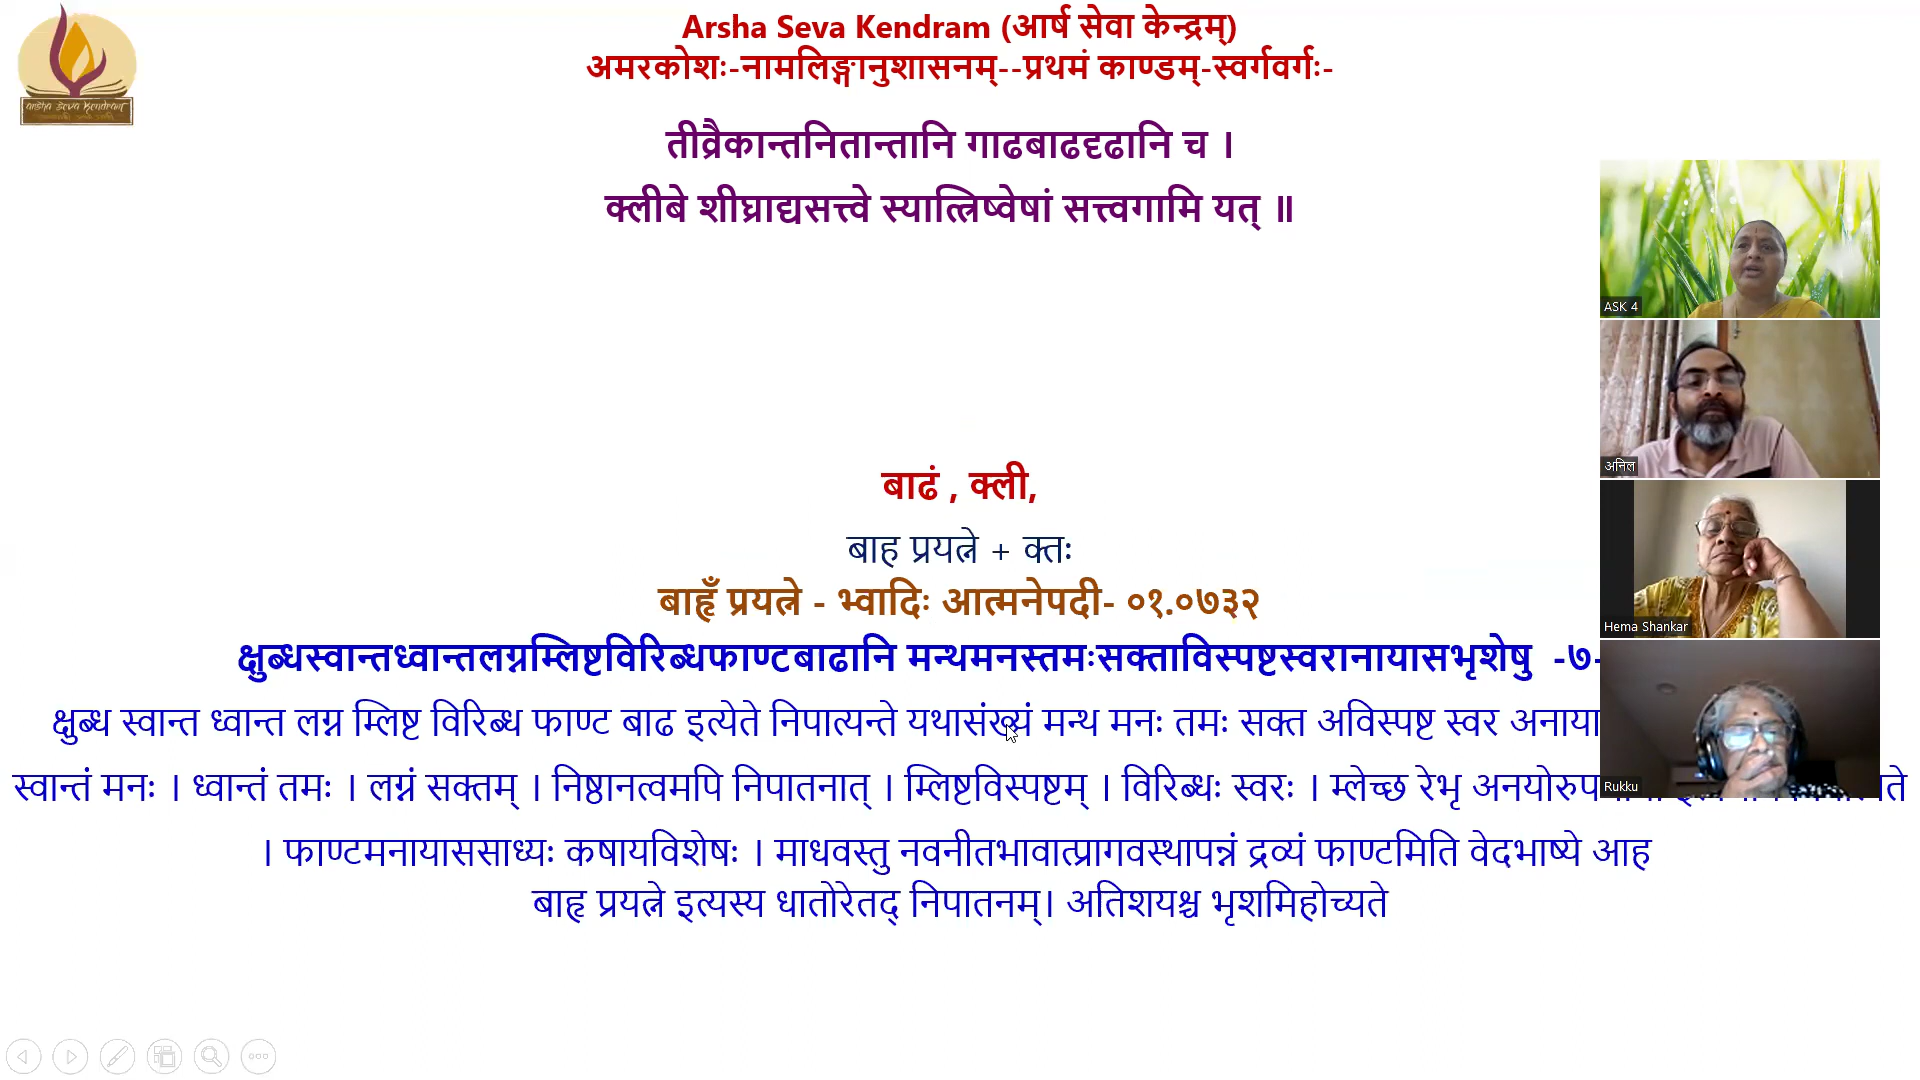 Arsha Seva Kendram (आर्ष सेवा केन्द्रम्)
अमरकोशः-नामलिङ्गानुशासनम्--प्रथमं काण्डम्-स्वर्गवर्गः-
arsha seva kendram
तीव्रैकान्तनितान्तानि गाढबाढदृढानि च ।
क्लीबे शीघ्राद्यसत्त्वे स्यात्त्रिष्वेषां सत्त्वगामि यत् ॥
बाढं , क्ली,
बाह प्रयत्ने + क्तः
बाहृँ प्रयत्ने - भ्वादिः आत्मनेपदी- ०१.०७३२
क्षुब्धस्वान्तध्वान्तलग्नम्लिष्टविरिब्धफाण्टबाढानि मन्थमनस्तमःसक्ताविस्पष्टस्वरानायासभृशेषु -७-
क्षुब्ध स्वान्त ध्वान्त लग्न म्लिष्ट विरिब्ध फाण्ट बाढ इत्येते निपात्यन्ते यथासंख्यं मन्थ मनः तमः सक्त अविस्पष्ट स्वर
स्वान्तं मनः । ध्वान्तं तमः । लग्नं सक्तम् । निष्ठानत्वमपि निपातनात् । म्लिष्टविस्पष्टम् । विरिब्धः स्वरः । म्लेच्छ रेभृ
। फाण्टमनायाससाध्यः कषायविशेषः । माधवस्तु नवनीतभावात्प्रागवस्थापन्नं द्रव्यं फाण्टमिति वेदभाष्ये आह
बाहृ प्रयत्ने इत्यस्य धातोरेतद् निपातनम्। अतिशयश्च भृशमिहोच्यते
ASK 4
अनिल
Hema Shankar
Rukku